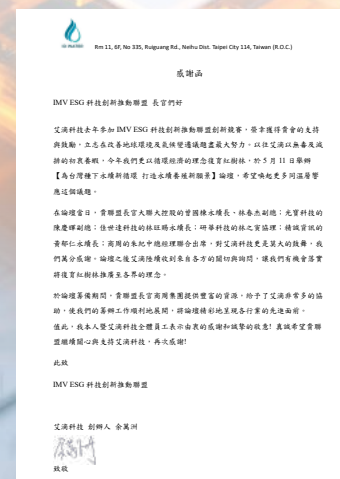 Rm 11, 6F, No 335, Ruiguang Rd., Neihu Dist. Taipei City 114, Taiwan (R.O.C.)
感謝函
IMV ESG 科技創新推動聯盟 長官們好
艾滴科技去年參加 IMV ESG 科技創新推動聯盟創新競賽，榮幸獲得貴會的支持
與鼓勵，立志在改善地球環境及氣候變遷議題盡最大努力。以往艾滴以無毒及減
排的初衷養蝦，今年我們更以循環經濟的理念復育紅樹林，於 5 月 11 日舉辦
【為台灣種下永續新循環 打造永續養殖新願景】論壇，希望喚起更多同溫層響
應這個議題。
在論壇當日，貴聯盟長官大聯大控股的曾國棟永續長、林春杰副總；光寶科技的
陳慶暉副總；佳世達科技的林旺賜永續長；研華科技的林之寅協理；精誠資訊的
黃郁仁永續長；商周的朱紀中總經理聯合出席，對艾滴科技更是莫大的鼓舞，我
們萬分感謝。論壇之後艾滴陸續收到來自各方的關切與詢問，讓我們有機會落實
將復育紅樹林推廣至各界的理念。
於論壇籌備期間，貴聯盟長官商周集團提供豐富的資源，給予了艾滴非常多的協
助，使我們的籌辦工作順利地展開，將論壇精彩地呈現各行業的先進面前。
值此，我本人暨艾滴科技全體員工表示由衷的感謝和誠摯的敬意! 真誠希望貴聯
盟繼續關心與支持艾滴科技，再次感謝!
此致
IMV ESG 科技創新推動聯盟
艾滴科技 創辦人 余萬洲
致敬